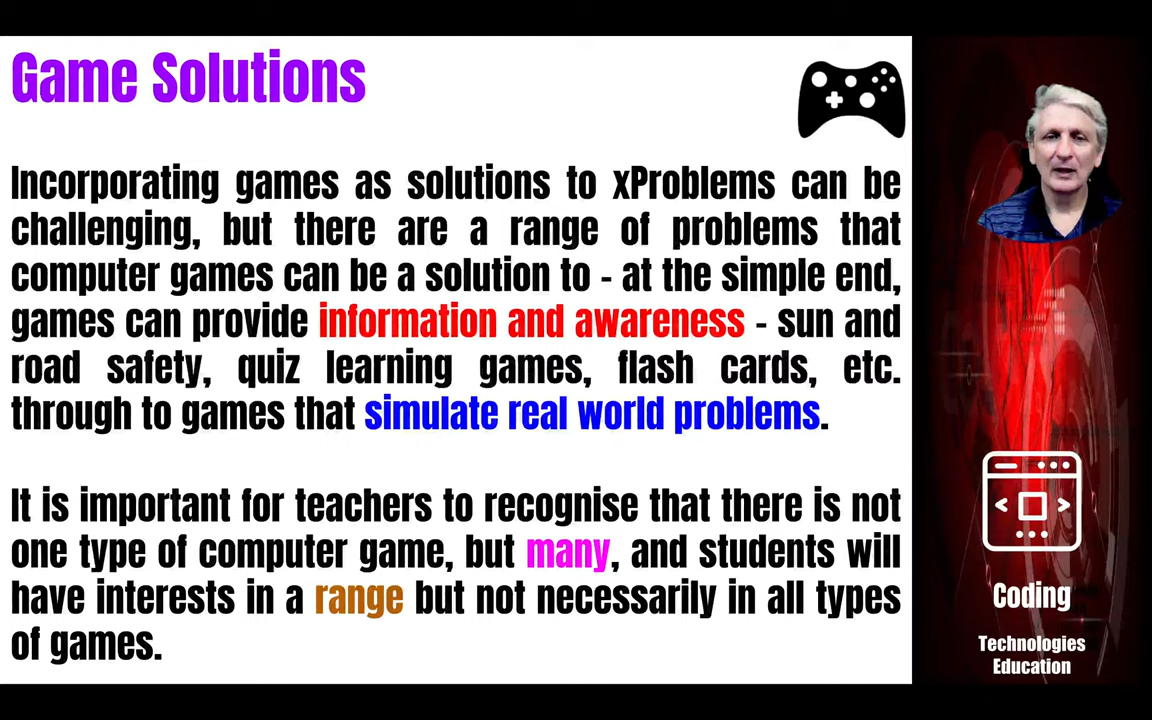 Game Solutions
Incorporating games as solutions to xProblems can be
challenging, but there are a range of problems that
computer games can be a solution to - at the simple end,
games can provide information and awareness - sun and
road safety, quiz learning games, flash cards, etc.
through to games that simulate real world problems.
It is important for teachers to recognise that there is not
one type of computer game, but many, and students will
have interests in a range but not necessarily in all types
of games.
Coding
Technologies
Education